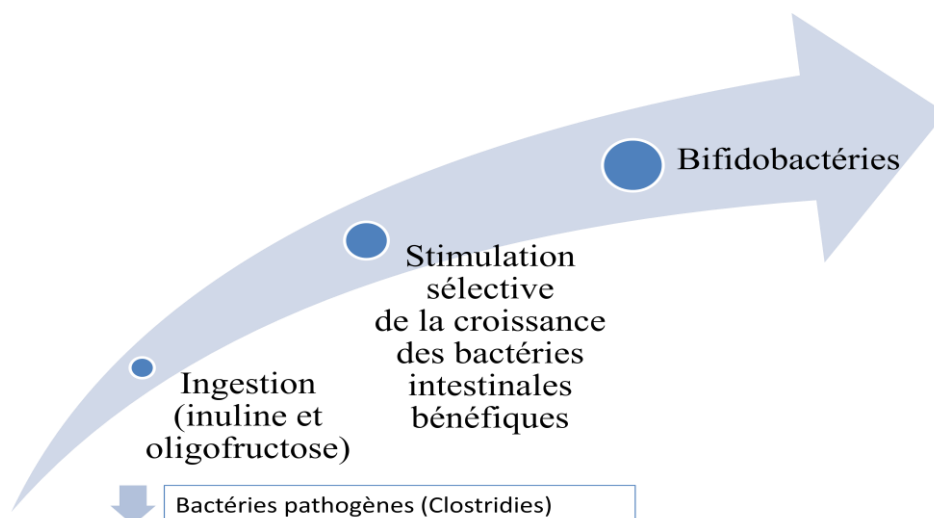 Bifidobactéries
Stimulation
sélective
de la croissance
des bactéries
intestinales
bénéfiques
Ingestion
(inuline et
oligofructose)
Bactéries pathogènes (Clostridies)